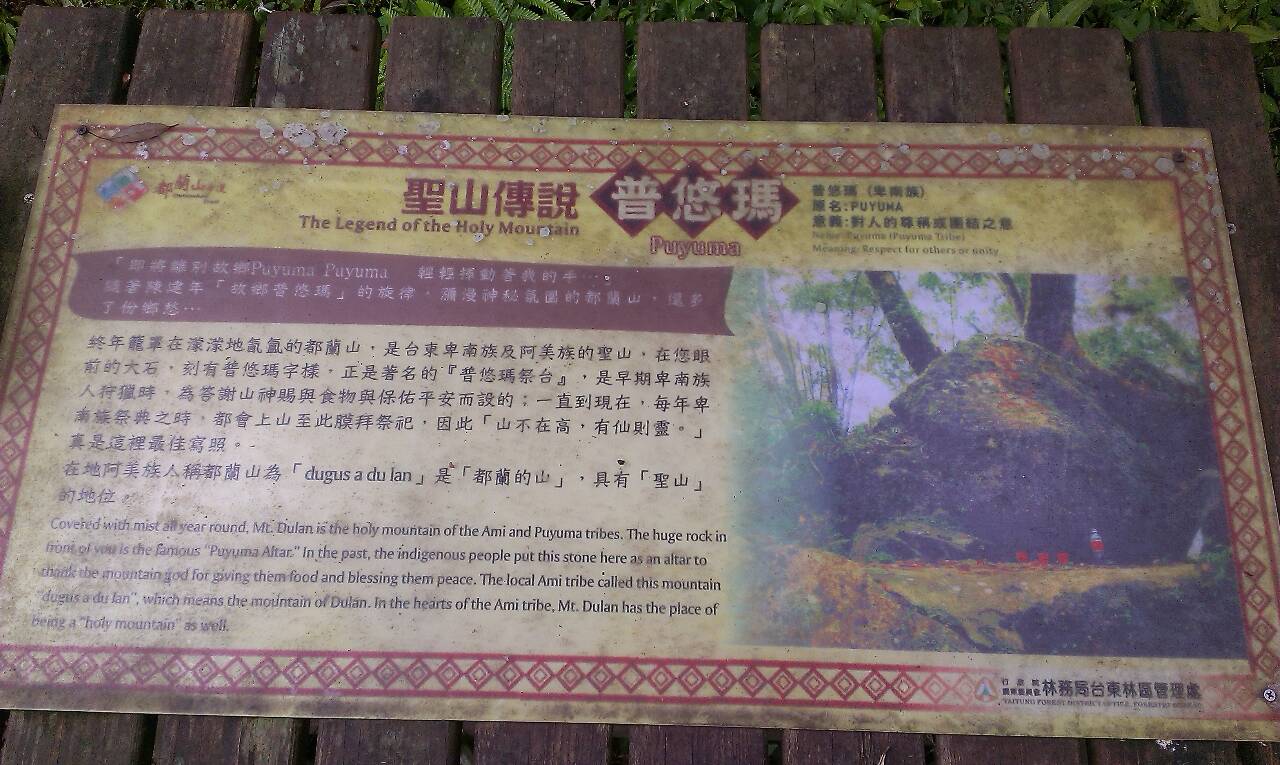 都蘭山步道
聖山傳說
The Legend of the Holy Mountain
普悠瑪
Puyuma
普悠瑪（卑南族）
原名:PUYUMA
意義:對人的尊稱或團結之意
Name: Puyuma (Puyuma Tribe)
Meaning: Respect for others or unity
「即將離別故鄉Puyuma Puyuma　輕輕揮動著我的手…
隨著陳建年「故鄉普悠瑪」的旋律，瀰漫神秘氛圍的都蘭山，還多
了份鄉愁…
終年籠罩在濛濛地氤氳的都蘭山，是台東卑南族及阿美族的聖山，在您眼
前的大石，刻有普悠瑪字樣，正是著名的『普悠瑪祭台』，是早期卑南族
人狩獵時，為答謝山神賜與食物與保佑平安而設的；一直到現在，每年卑
南族祭典之時，都會上山至此膜拜祭祀，因此「山不在高，有仙則靈。」
真是這裡最佳寫照。
在地阿美族人稱都蘭山為「dugus a du lan」是「都蘭的山」，具有「聖山」
的地位。
Covered with mist all year round, Mt. Dulan is the holy mountain of the Ami and Puyuma tribes. The huge rock in
front of you is the famous "Puyuma Altar." In the past, the indigenous people put this stone here as an altar to
thank the mountain god for giving them food and blessing them peace. The local Ami tribe called this mountain
"dugus a du lan", which means the mountain of Dulan. In the hearts of the Ami tribe, Mt. Dulan has the place of
being a "holy mountain" as well.
行政院
農業委員會 林務局台東林區管理處
TAITUNG FOREST DISTRICT OFFICE, FORESTRY BUREAU